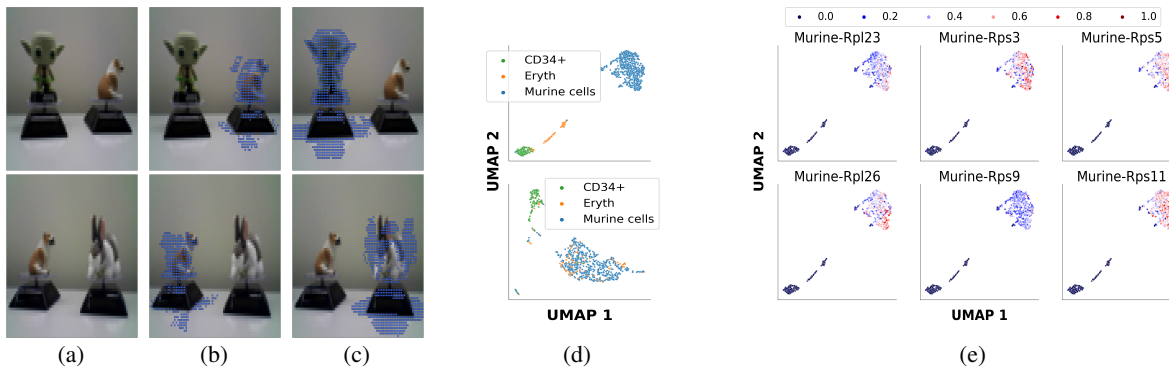 0.0 0.2 0.4 0.6 0.8 1.0
Murine-Rpl23 Murine-Rps3 Murine-Rps5
CD34+
Eryth
Murine cells
UMAP 2
UMAP 2
Murine-Rpl26 Murine-Rps9 Murine-Rps11
CD34+
Eryth
Murine cells
UMAP 1
UMAP 1
(a) (b) (c) (d) (e)